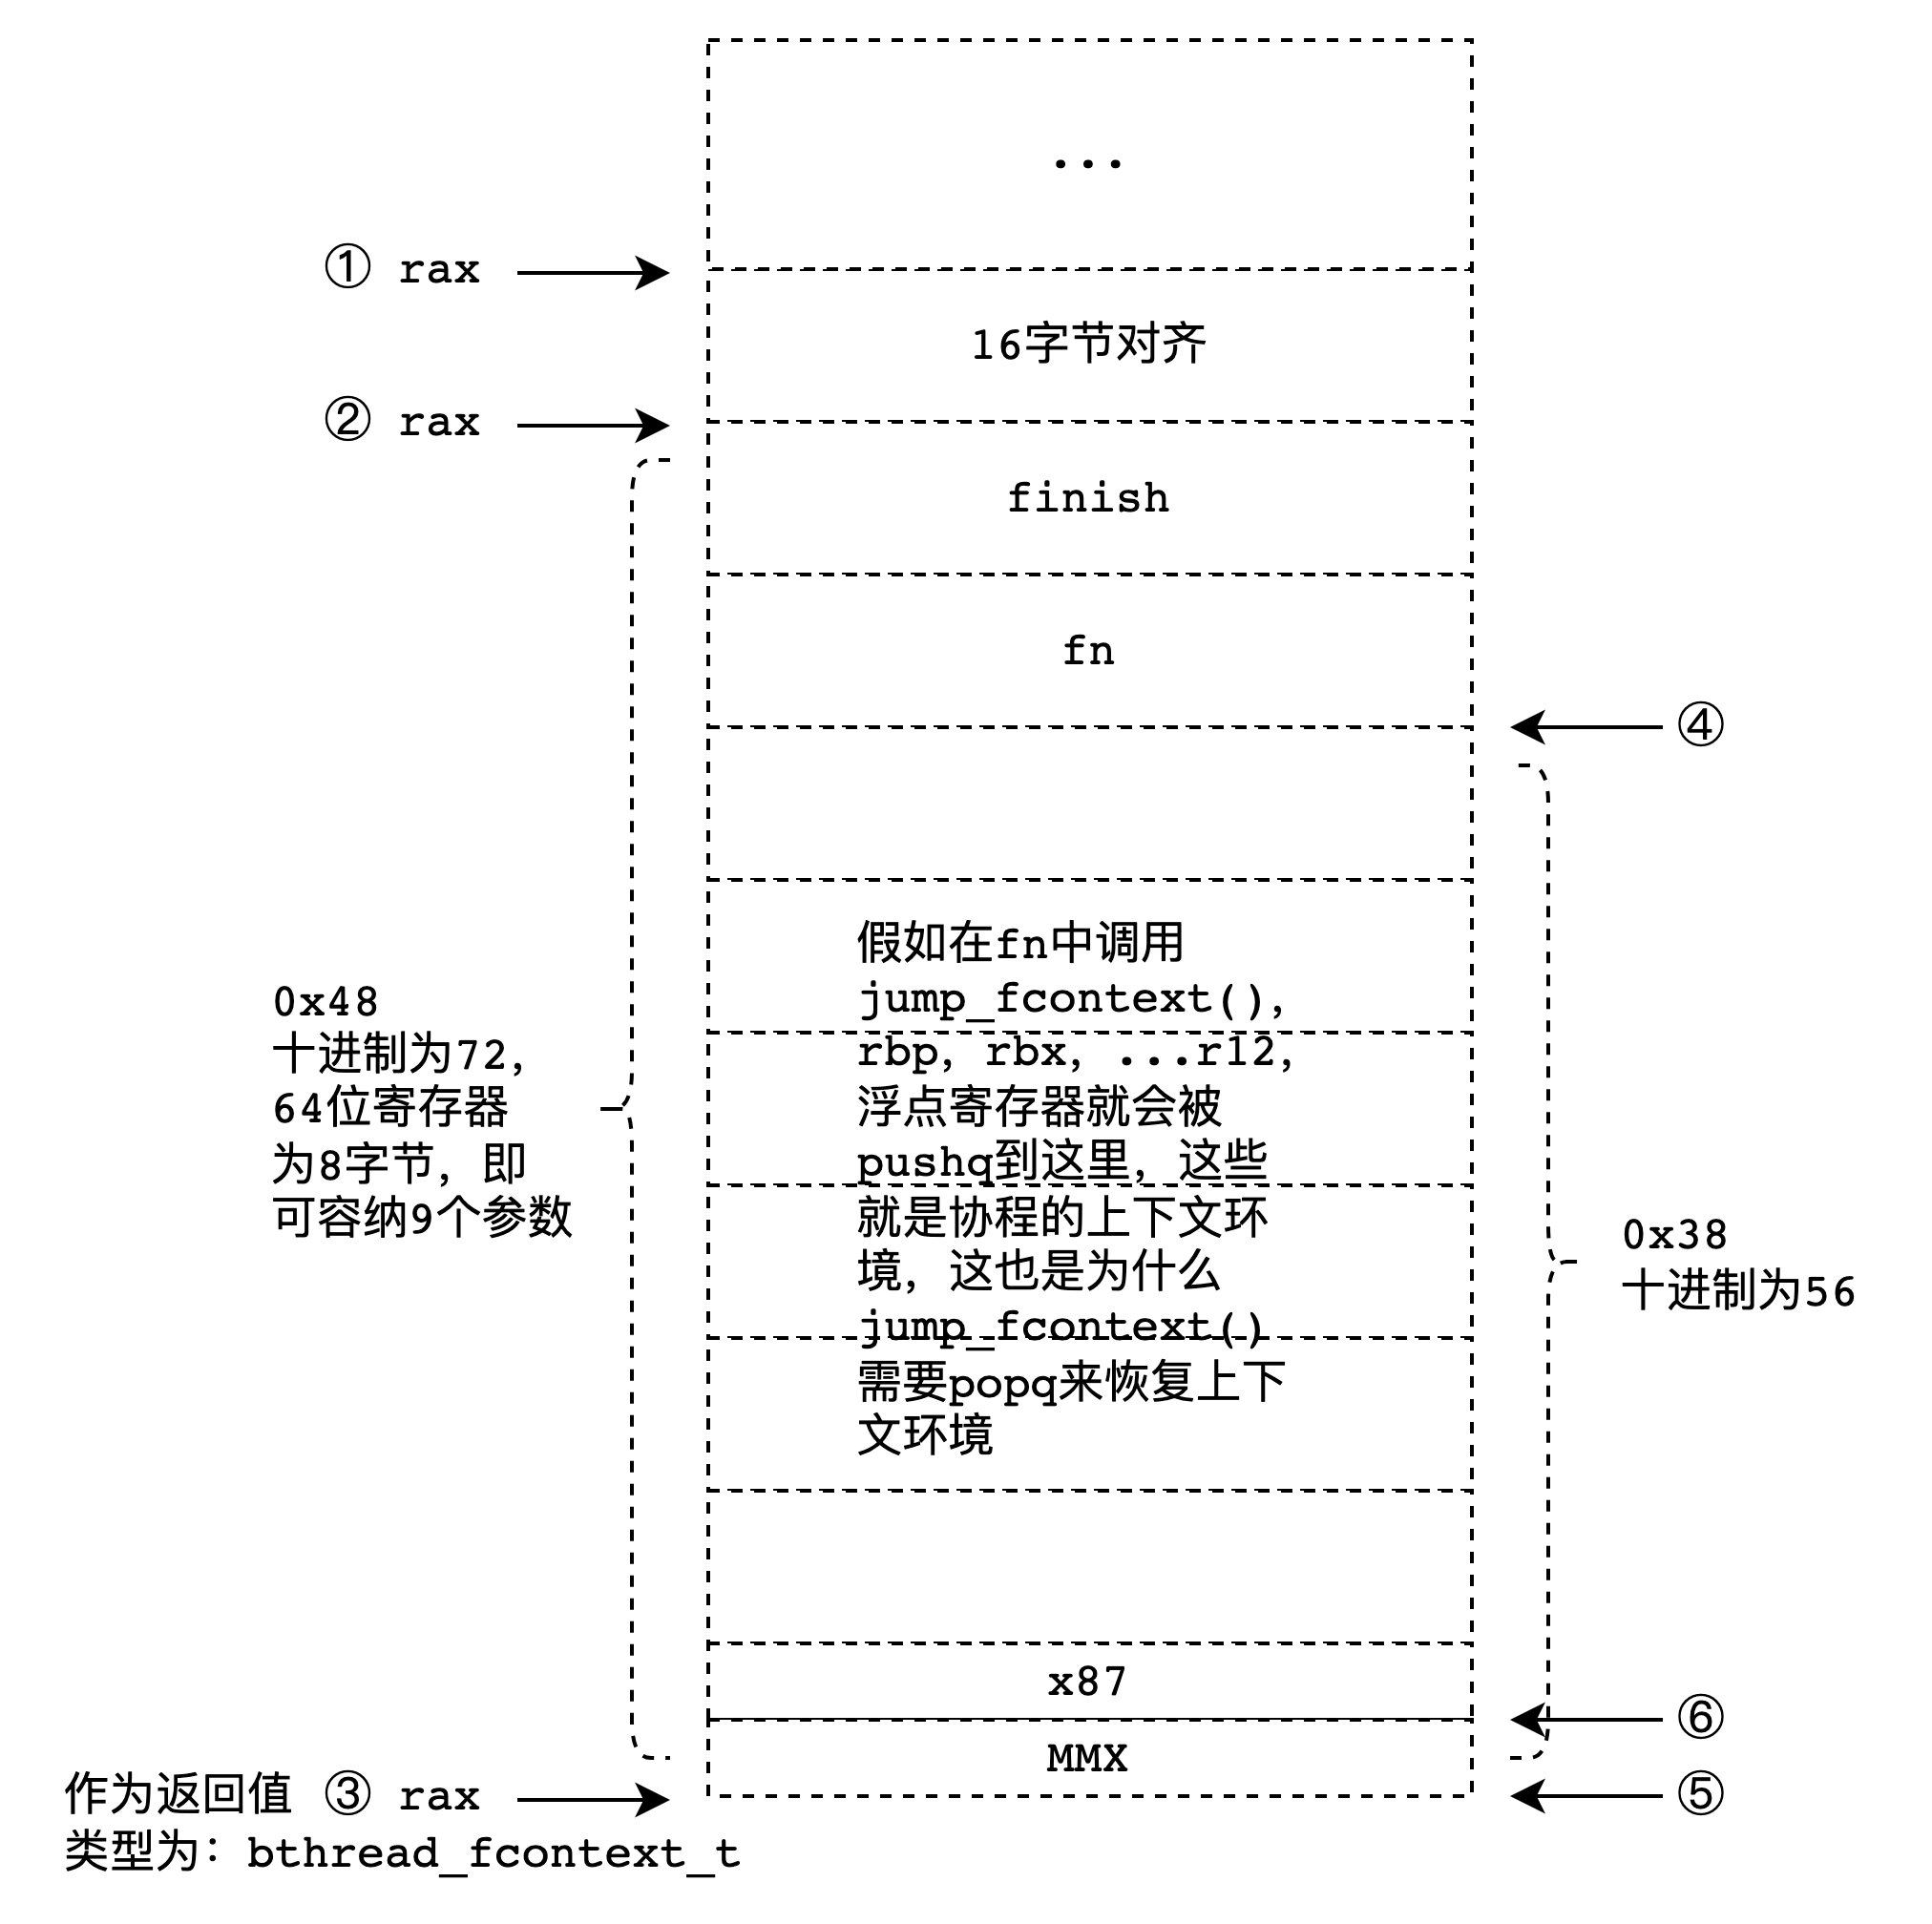 ...
① rax
16字节对齐
② rax
finish
fn
④
假如在fn中调用
jump_fcontext(),
rbp, rbx, ...r12,
浮点寄存器就会被
pushq到这里, 这些
就是协程的上下文环
境, 这也是为什么
jump_fcontext()
需要popq来恢复上下
文环境
0x48
十进制为72,
64位寄存器
为8字节, 即
可容纳9个参数
0x38
十进制为56
x87
⑥
MMX
⑤
作为返回值 ③ rax
类型为: bthread_fcontext_t